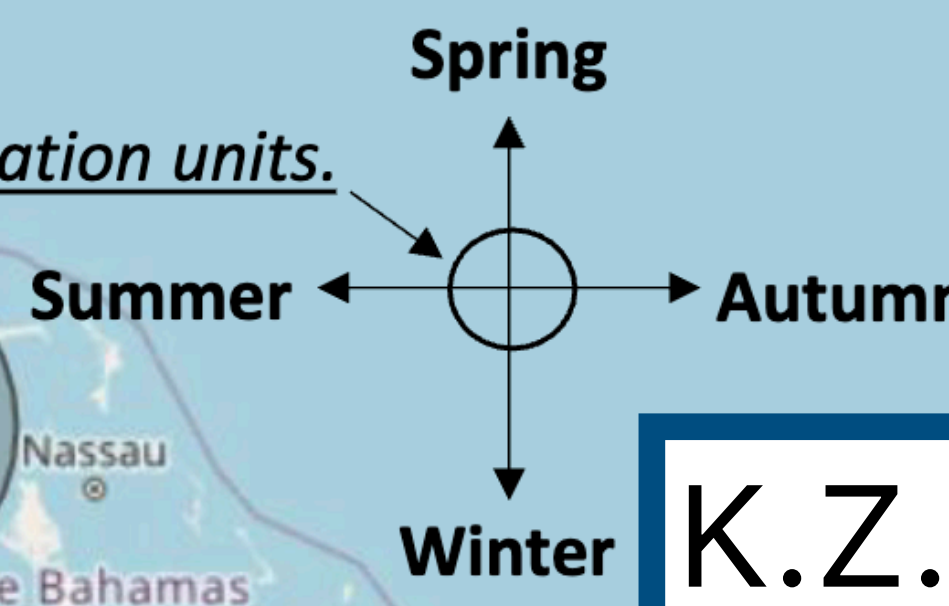 Spring
ation units.
Summer
Autumn
Nassau
K.Z.
Winter
e Bahamas